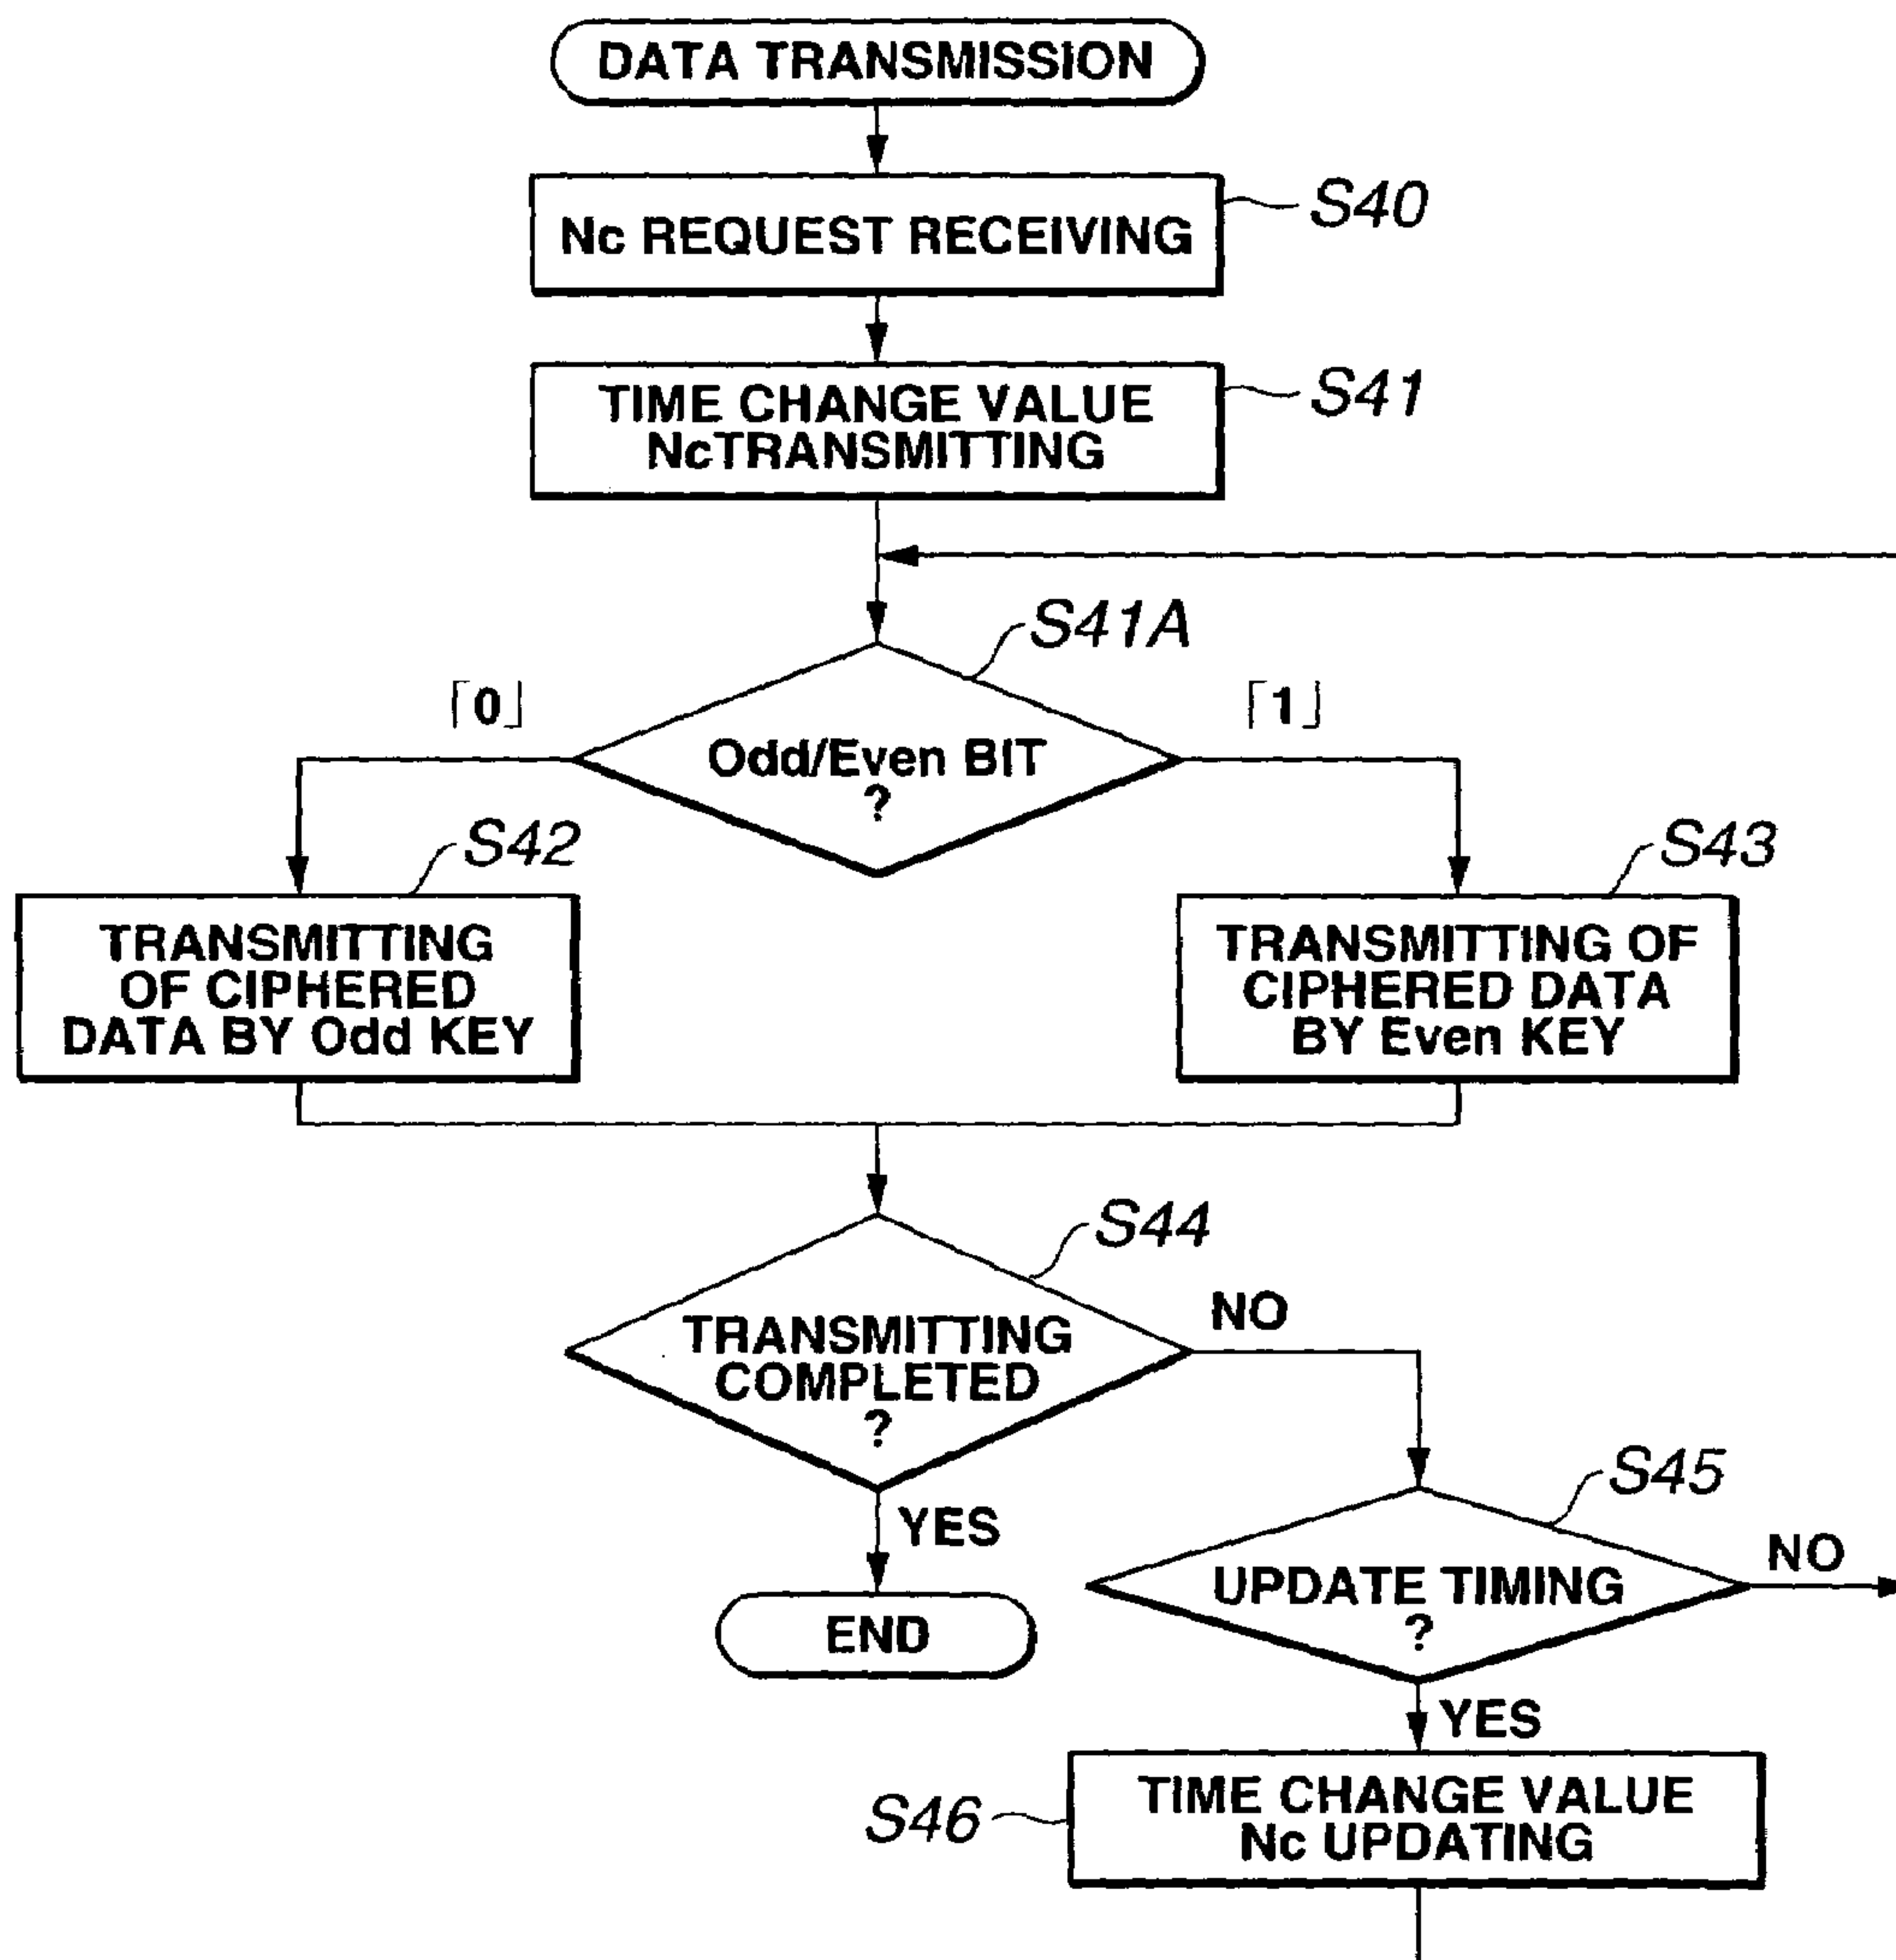 DATA TRANSMISSION
S40
Nc REQUEST RECEIVING
S41
TIME CHANGE VALUE
NcTRANSMITTING
S41A
「0」
「1」
Odd/Even BIT
?
S42
S43
TRANSMITTING
OF CIPHERED
DATA BY Odd KEY
TRANSMITTING OF
CIPHERED DATA
BY Even KEY
S44
NO
TRANSMITTING
COMPLETED
?
S45
YES
NO
UPDATE TIMING
?
END
YES
S46
TIME CHANGE VALUE
Nc UPDATING